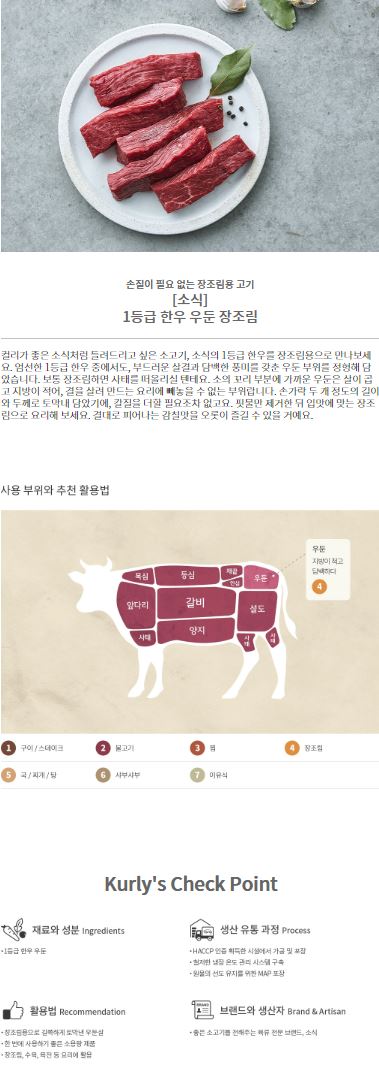 손질이 필요 없는 장조림용 고기
[소식]
1등급 한우 우둔 장조림
컬리가 좋은 소식처럼 들려드리고 싶은 소고기, 소식의 1등급 한우를 장조림용으로 만나보세
요. 엄선한 1등급 한우 중에서도, 부드러운 살결과 담백한 풍미를 갖춘 우둔 부위를 정형해 담
았습니다. 보통 장조림하면 사태를 떠올리실 텐데요. 소의 꼬리 부분에 가까운 우둔은 살이 곱
고 지방이 적어, 결을 살려 만드는 요리에 빼놓을 수 없는 부위랍니다. 손가락 두 개 정도의 길이
와 두께로 토막내 담았기에, 칼질을 더할 필요조차 없고요. 핏물만 제거한 뒤 입맛에 맞는 장조
림으로 요리해 보세요. 결대로 피어나는 감칠맛을 오롯이 즐길 수 있을 거예요.
사용 부위와 추천 활용법
우둔
지방이 적고
담백하다
4
목심
등심
채끝
안심
우둔
앞다리
갈비
설도
양지
사태
사태
사태
1 구이 / 스테이크
2 불고기
3 찜
4 장조림
5 국 / 찌개 / 탕
6 샤부샤부
7 이유식
Kurly's Check Point
재료와 성분 Ingredients
• 1등급 한우 우둔
생산 유통 과정 Process
• HACCP 인증 획득한 시설에서 가공 및 포장
• 철저한 냉장 온도 관리 시스템 구축
• 원물의 선도 유지를 위한 MAP 포장
활용법 Recommendation
• 장조림용으로 길쭉하게 토막낸 우둔살
• 한 번에 사용하기 좋은 소용량 제품
• 장조림, 수육, 육전 등 요리에 활용
브랜드와 생산자 Brand & Artisan
• 좋은 소고기를 전해주는 육류 전문 브랜드, 소식